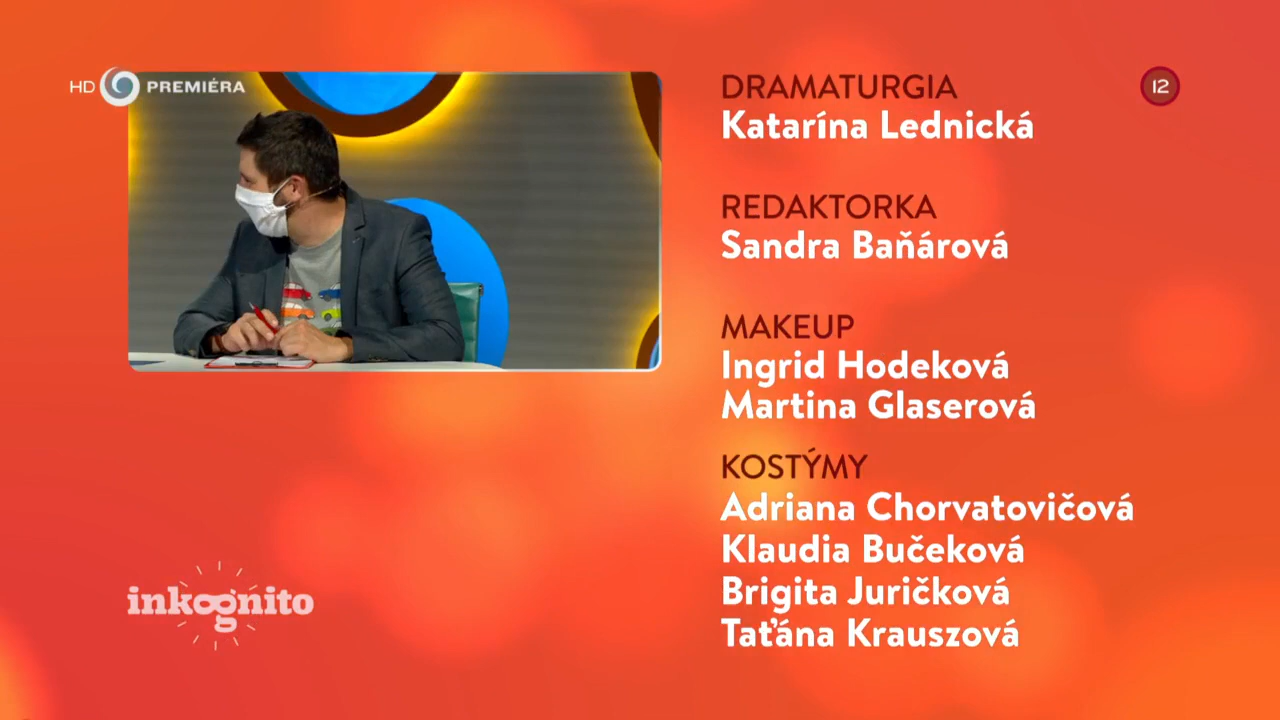 HD PREMIÉRA
12
DRAMATURGIA
Katarína Lednická
REDAKTORKA
Sandra Baňárová
MAKEUP
Ingrid Hodeková
Martina Glaserová
KOSTÝMY
Adriana Chorvatovičová
Klaudia Bučeková
Brigita Juričková
Taťána Krauszová
inkognito